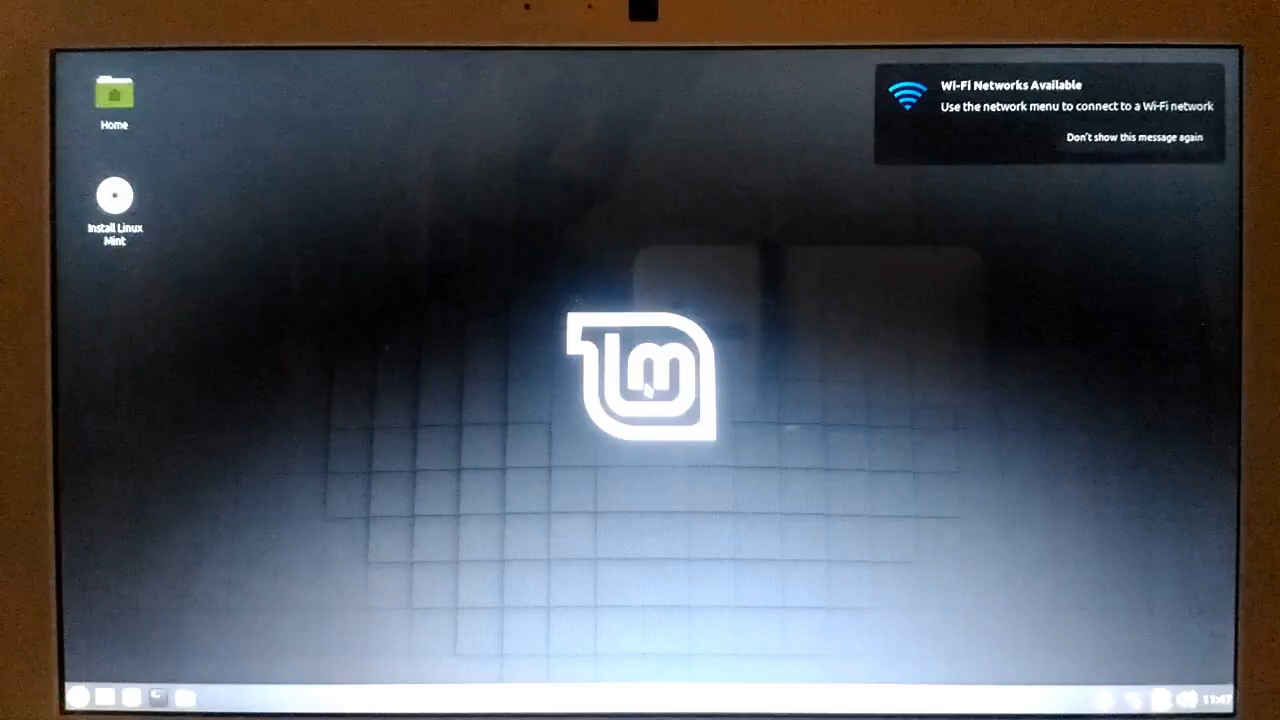 Home
Install Linux
Mint
Wi-Fi Networks Available
Use the network menu to connect to a Wi-Fi network
Don't show this message again
lm